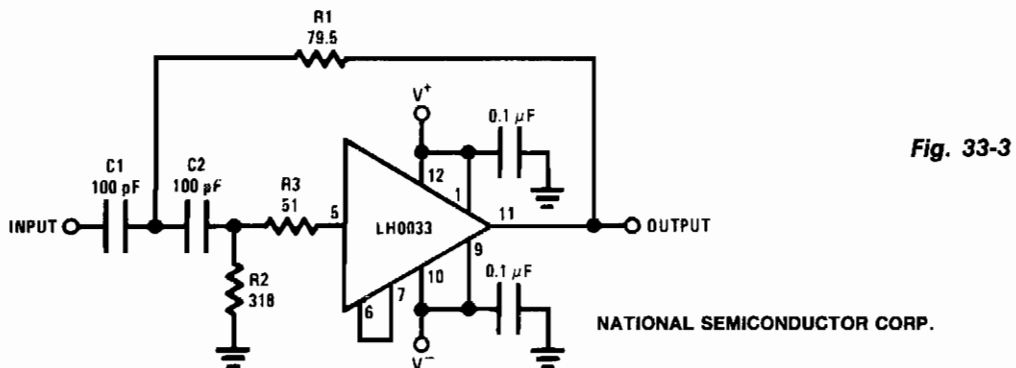 R1
79.5
V+
0.1 μF
Fig. 33-3
C1
100 pF
C2
100 pF
R3
51
12
1
INPUT
5
LH0033
11
OUTPUT
R2
318
6
7
10
9
0.1 μF
V−
NATIONAL SEMICONDUCTOR CORP.